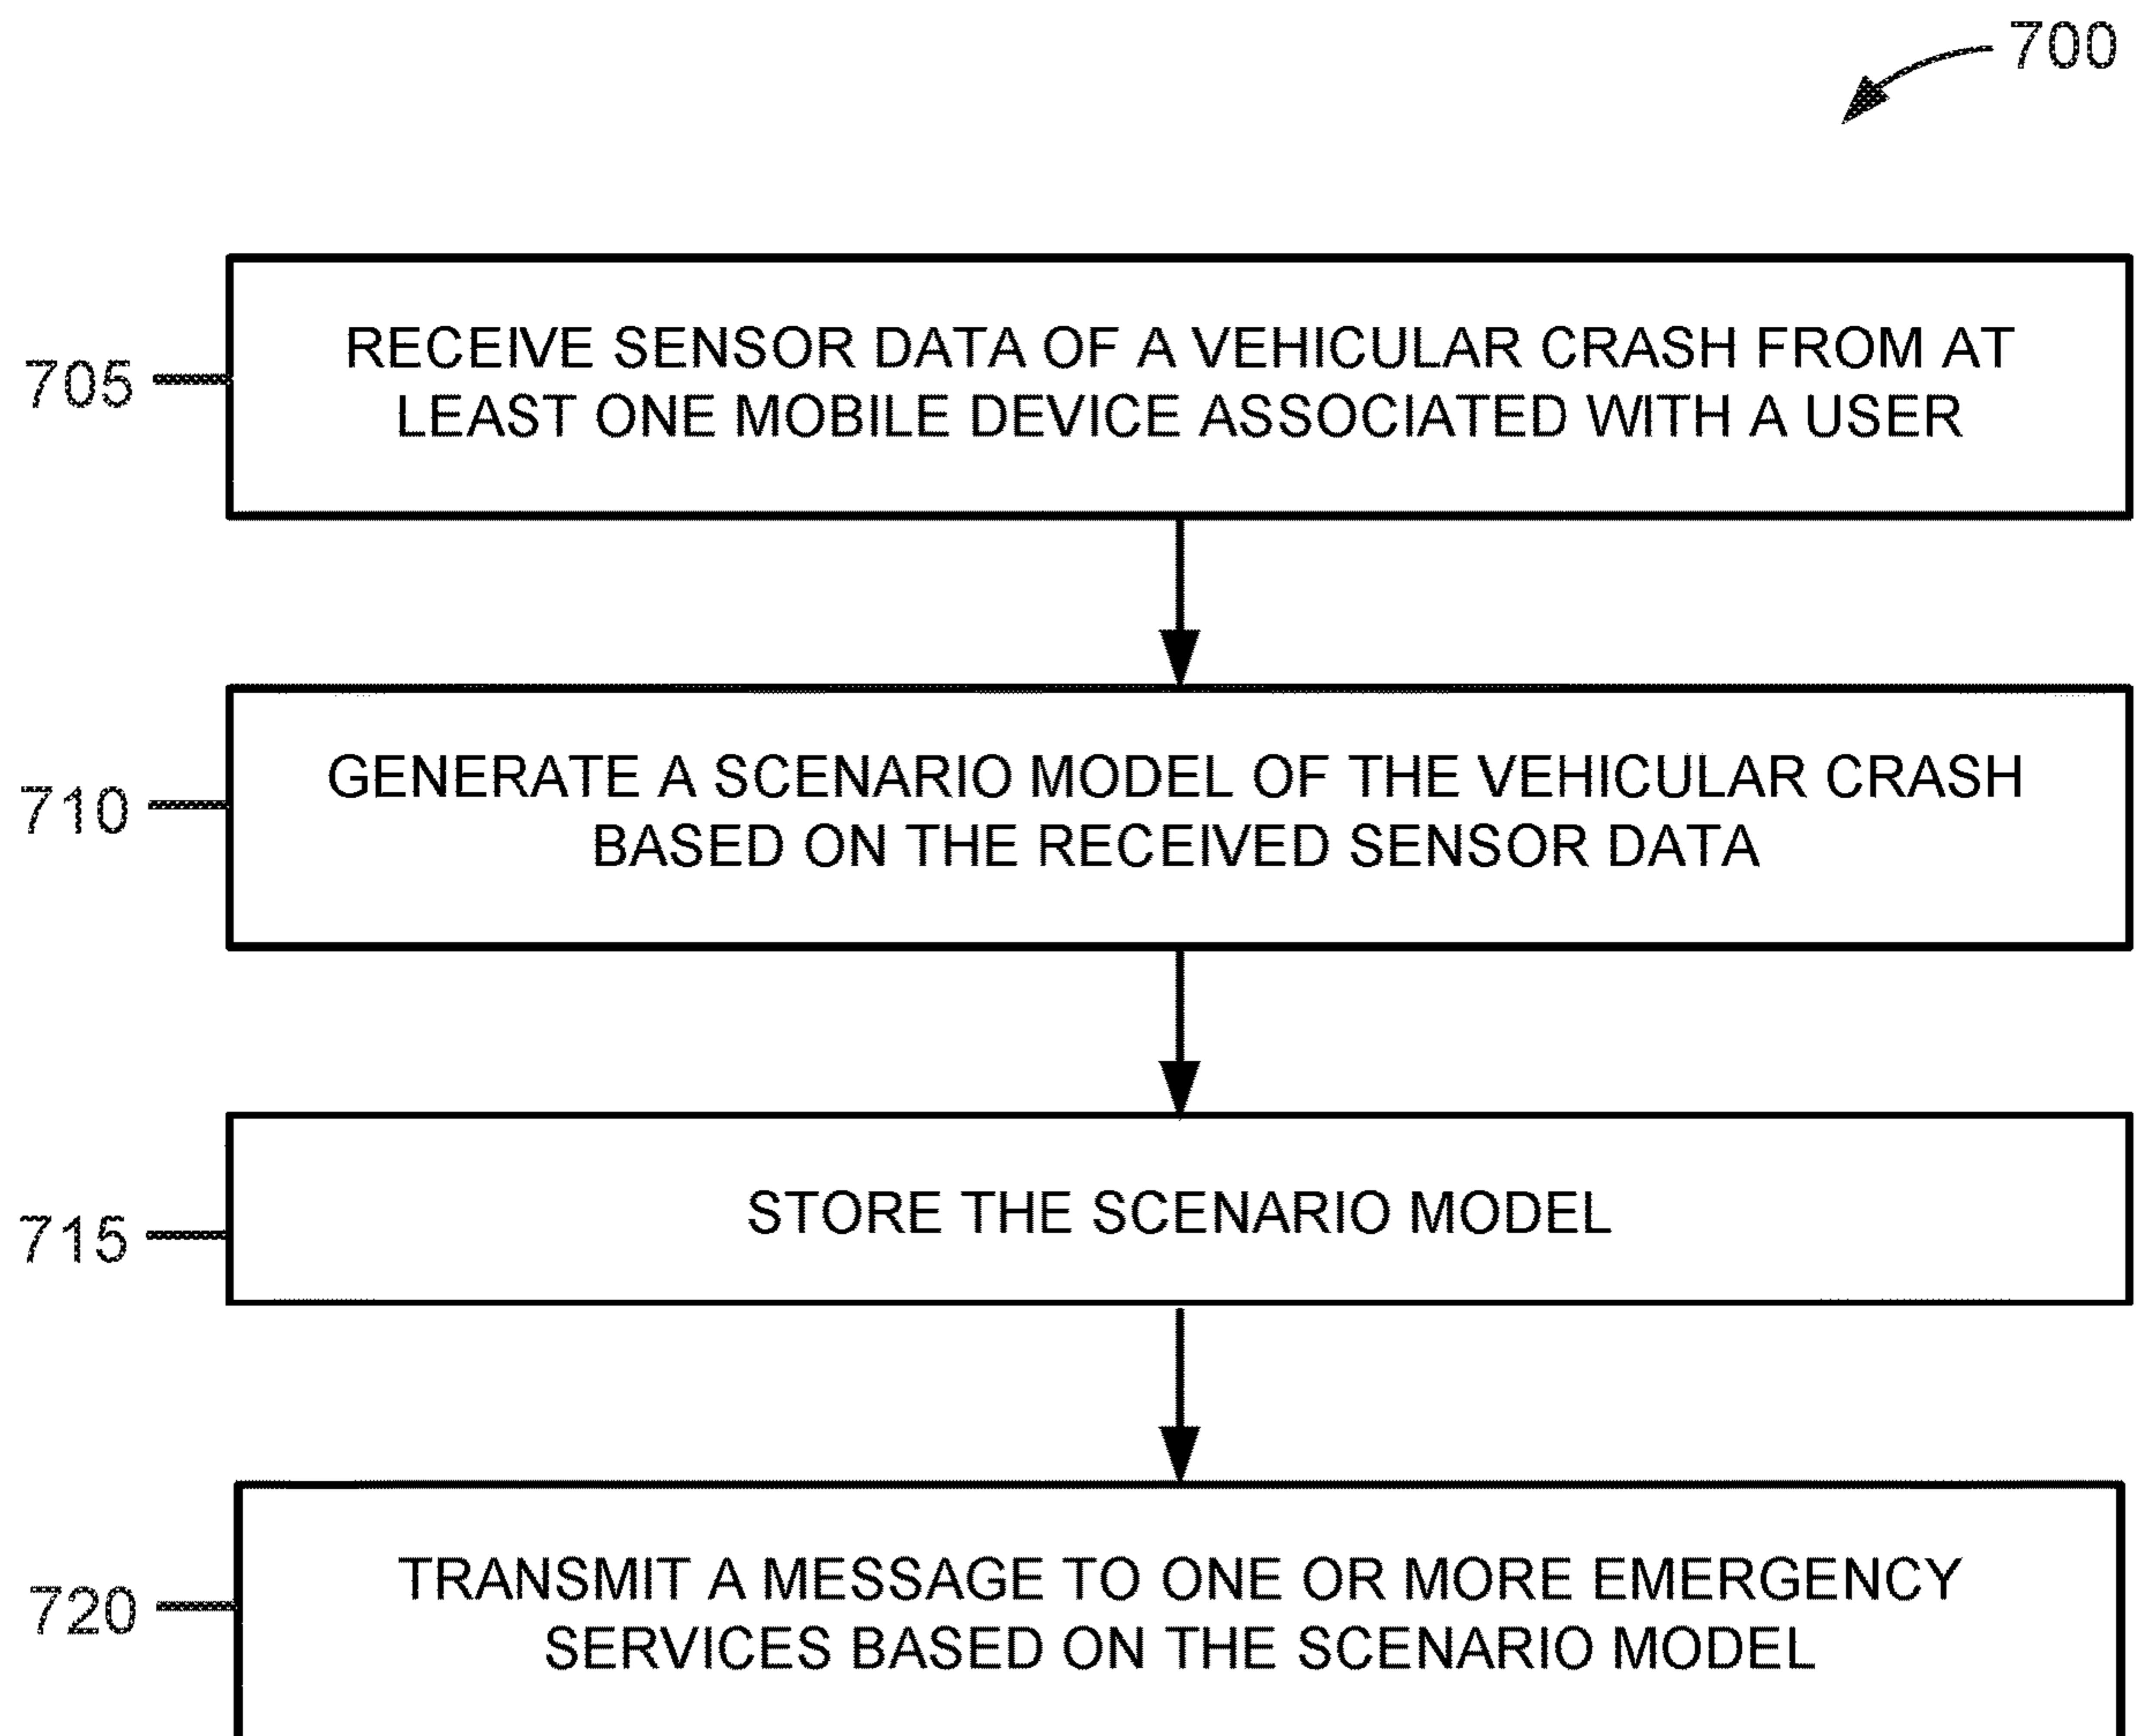 700
705
RECEIVE SENSOR DATA OF A VEHICULAR CRASH FROM AT
LEAST ONE MOBILE DEVICE ASSOCIATED WITH A USER
710
GENERATE A SCENARIO MODEL OF THE VEHICULAR CRASH
BASED ON THE RECEIVED SENSOR DATA
715
STORE THE SCENARIO MODEL
720
TRANSMIT A MESSAGE TO ONE OR MORE EMERGENCY
SERVICES BASED ON THE SCENARIO MODEL